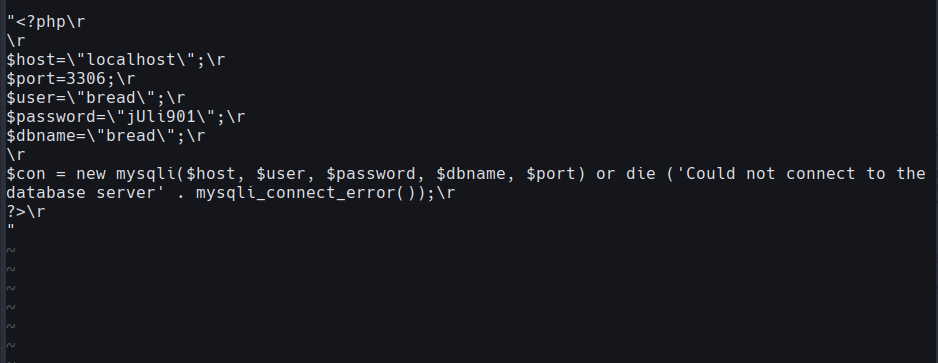 "<?php\r
\r
$host=\"localhost\";\r
$port=3306;\r
$user=\"bread\";\r
$password=\"jUli901\";\r
$dbname=\"bread\";\r
\r
$con = new mysqli($host, $user, $password, $dbname, $port) or die ('Could not connect to the
database server' . mysqli_connect_error());\r
?>\r
"
~
~
~
~
~
~